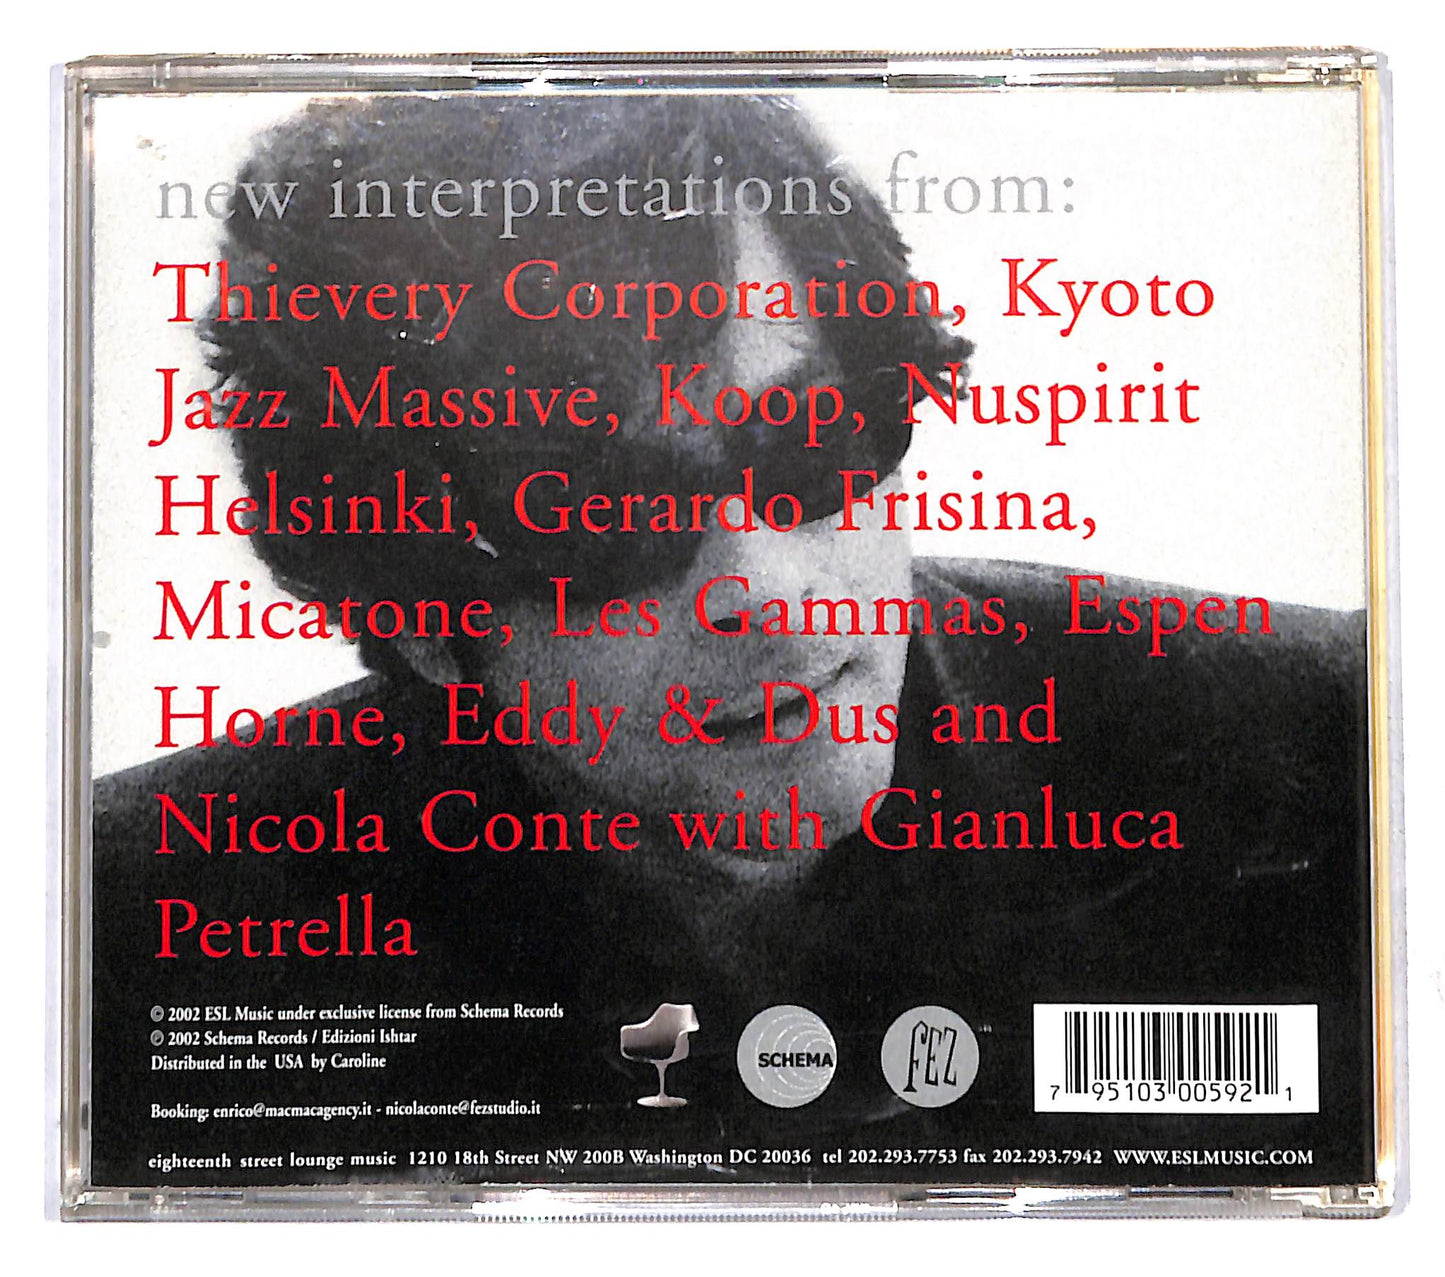 new interpretations from:
Thievery Corporation, Kyoto
Jazz Massive, Koop, Nuspirit
Helsinki, Gerardo Frisina,
Micatone, Les Gammas, Espen
Horne, Eddy & Dus and
Nicola Conte with Gianluca
Petrella
© 2002 ESL Music under exclusive license from Schema Records
℗ 2002 Schema Records / Edizioni Ishtar
Distributed in the USA by Caroline
Booking: enrico@macmacagency.it - nicolaconte@fezstudio.it
SCHEMA
FEZ
7 95103 00592 1
eighteenth street lounge music 1210 18th Street NW 200B Washington DC 20036 tel 202.293.7753 fax 202.293.7942 WWW.ESLMUSIC.COM